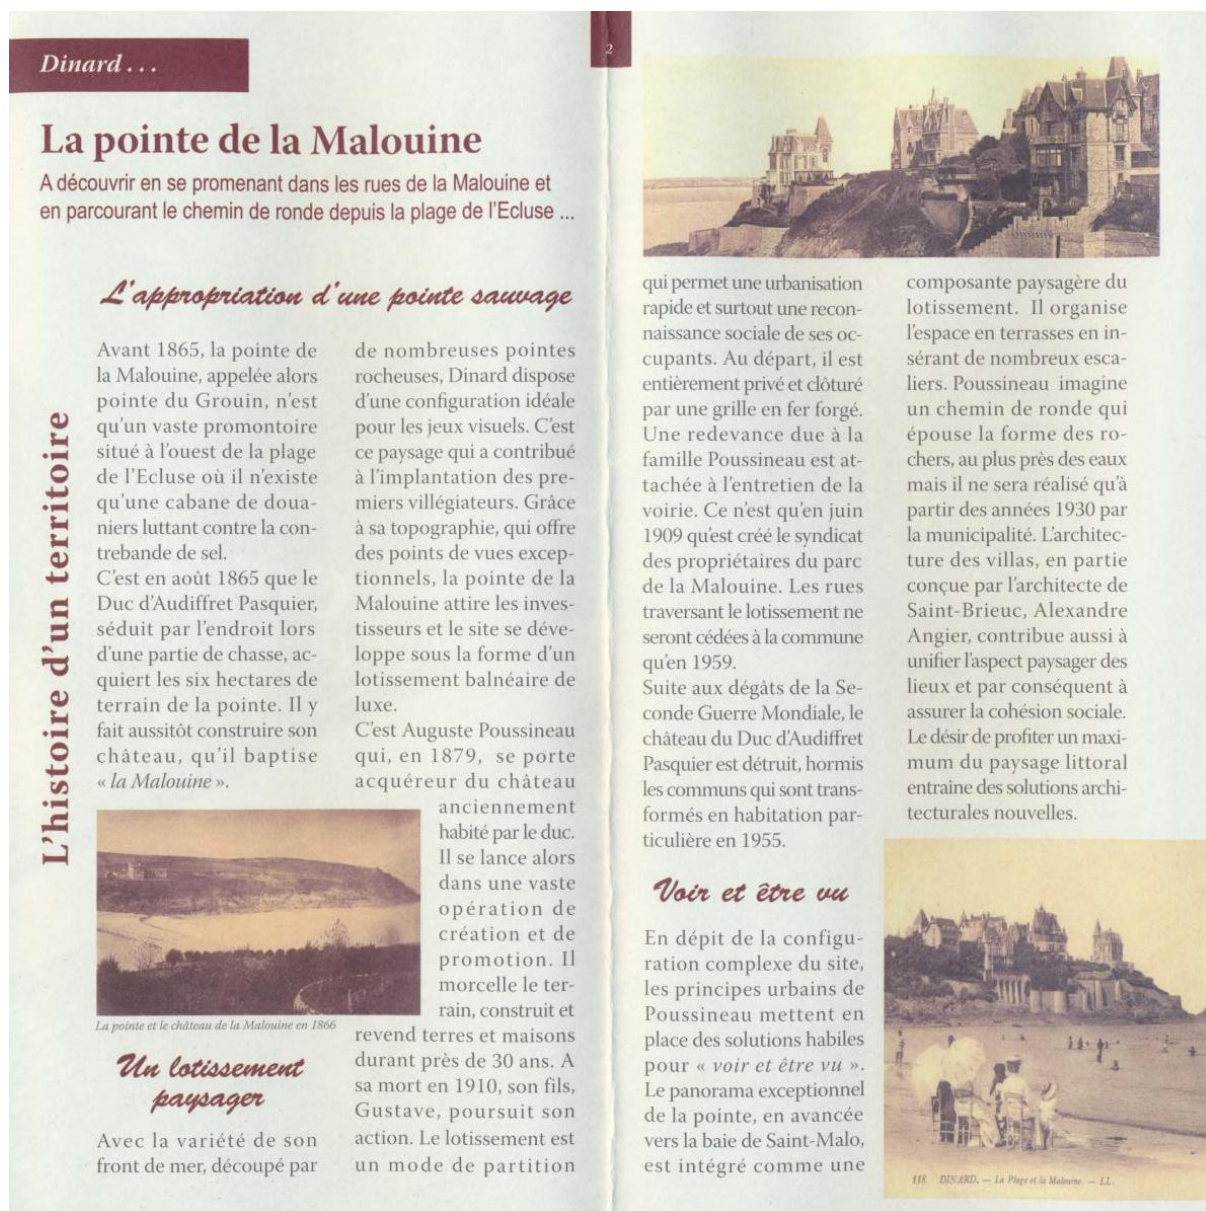 Dinard . . .
La pointe de la Malouine
A découvrir en se promenant dans les rues de la Malouine et
en parcourant le chemin de ronde depuis la plage de l'Ecluse ...
L'histoire d'un territoire
L'appropriation d'une pointe sauvage
Avant 1865, la pointe de
la Malouine, appelée alors
pointe du Grouin, n'est
qu'un vaste promontoire
situé à l'ouest de la plage
de l'Ecluse où il n'existe
qu'une cabane de doua-
niers luttant contre la con-
trebande de sel.
C'est en août 1865 que le
Duc d'Audiffret Pasquier,
séduit par l'endroit lors
d'une partie de chasse, ac-
quiert les six hectares de
terrain de la pointe. Il y
fait aussitôt construire son
château, qu'il baptise
« la Malouine ».
La pointe et le château de la Malouine en 1866
Un lotissement
paysager
Avec la variété de son
front de mer, découpé par
de nombreuses pointes
rocheuses, Dinard dispose
d'une configuration idéale
pour les jeux visuels. C'est
ce paysage qui a contribué
à l'implantation des pre-
miers villégiateurs. Grâce
à sa topographie, qui offre
des points de vues excep-
tionnels, la pointe de la
Malouine attire les inves-
tisseurs et le site se déve-
loppe sous la forme d'un
lotissement balnéaire de
luxe.
C'est Auguste Poussineau
qui, en 1879, se porte
acquéreur du château
anciennement
habité par le duc.
Il se lance alors
dans une vaste
opération de
création et de
promotion. Il
morcelle le ter-
rain, construit et
revend terres et maisons
durant près de 30 ans. A
sa mort en 1910, son fils,
Gustave, poursuit son
action. Le lotissement est
un mode de partition
2
qui permet une urbanisation
rapide et surtout une recon-
naissance sociale de ses oc-
cupants. Au départ, il est
entièrement privé et clôturé
par une grille en fer forgé.
Une redevance due à la
famille Poussineau est at-
tachée à l'entretien de la
voirie. Ce n'est qu'en juin
1909 qu'est créé le syndicat
des propriétaires du parc
de la Malouine. Les rues
traversant le lotissement ne
seront cédées à la commune
qu'en 1959.
Suite aux dégâts de la Se-
conde Guerre Mondiale, le
château du Duc d'Audiffret
Pasquier est détruit, hormis
les communs qui sont trans-
formés en habitation par-
ticulière en 1955.
Voir et être vu
En dépit de la configu-
ration complexe du site,
les principes urbains de
Poussineau mettent en
place des solutions habiles
pour « voir et être vu ».
Le panorama exceptionnel
de la pointe, en avancée
vers la baie de Saint-Malo,
est intégré comme une
composante paysagère du
lotissement. Il organise
l'espace en terrasses en in-
sérant de nombreux esca-
liers. Poussineau imagine
un chemin de ronde qui
épouse la forme des ro-
chers, au plus près des eaux
mais il ne sera réalisé qu'à
partir des années 1930 par
la municipalité. L'architec-
ture des villas, en partie
conçue par l'architecte de
Saint-Brieuc, Alexandre
Angier, contribue aussi à
unifier l'aspect paysager des
lieux et par conséquent à
assurer la cohésion sociale.
Le désir de profiter un maxi-
mum du paysage littoral
entraîne des solutions archi-
tecturales nouvelles.
118. DINARD. — La Plage et la Malouine — LL.